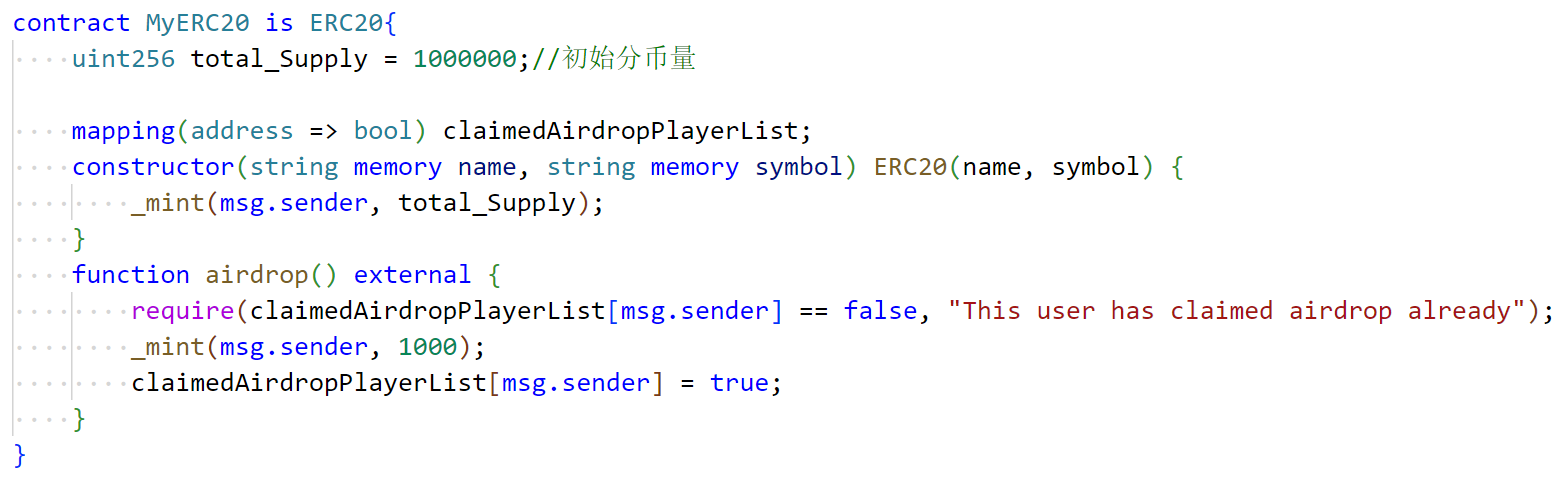 contract MyERC20 is ERC20{
    uint256 total_Supply = 1000000;//初始分币量
    mapping(address => bool) claimedAirdropPlayerList;
    constructor(string memory name, string memory symbol) ERC20(name, symbol) {
        _mint(msg.sender, total_Supply);
    }
    function airdrop() external {
        require(claimedAirdropPlayerList[msg.sender] == false, "This user has claimed airdrop already");
        _mint(msg.sender, 1000);
        claimedAirdropPlayerList[msg.sender] = true;
    }
}